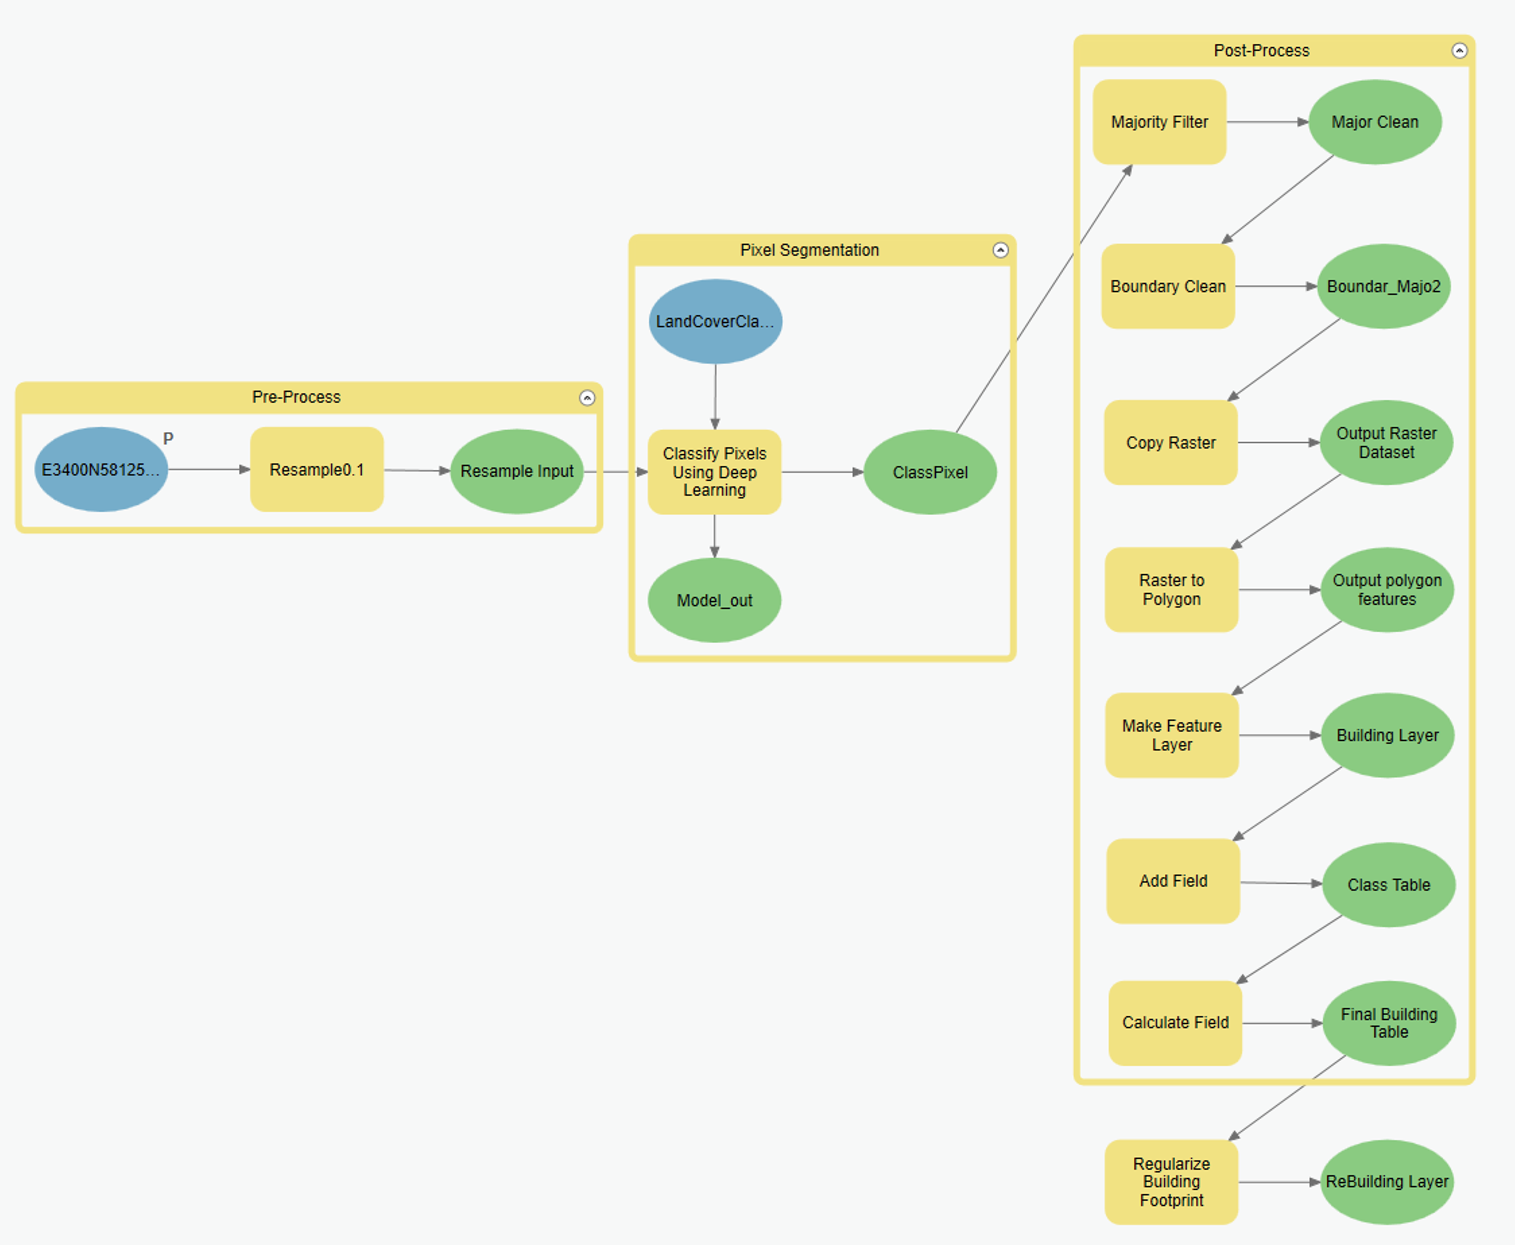 Pre-Process
E3400N58125...
P
Resample0.1
Resample Input
Pixel Segmentation
LandCoverCla...
Classify Pixels
Using Deep
Learning
ClassPixel
Model_out
Post-Process
Majority Filter
Major Clean
Boundary Clean
Boundar_Majo2
Copy Raster
Output Raster
Dataset
Raster to
Polygon
Output polygon
features
Make Feature
Layer
Building Layer
Add Field
Class Table
Calculate Field
Final Building
Table
Regularize
Building
Footprint
ReBuilding Layer